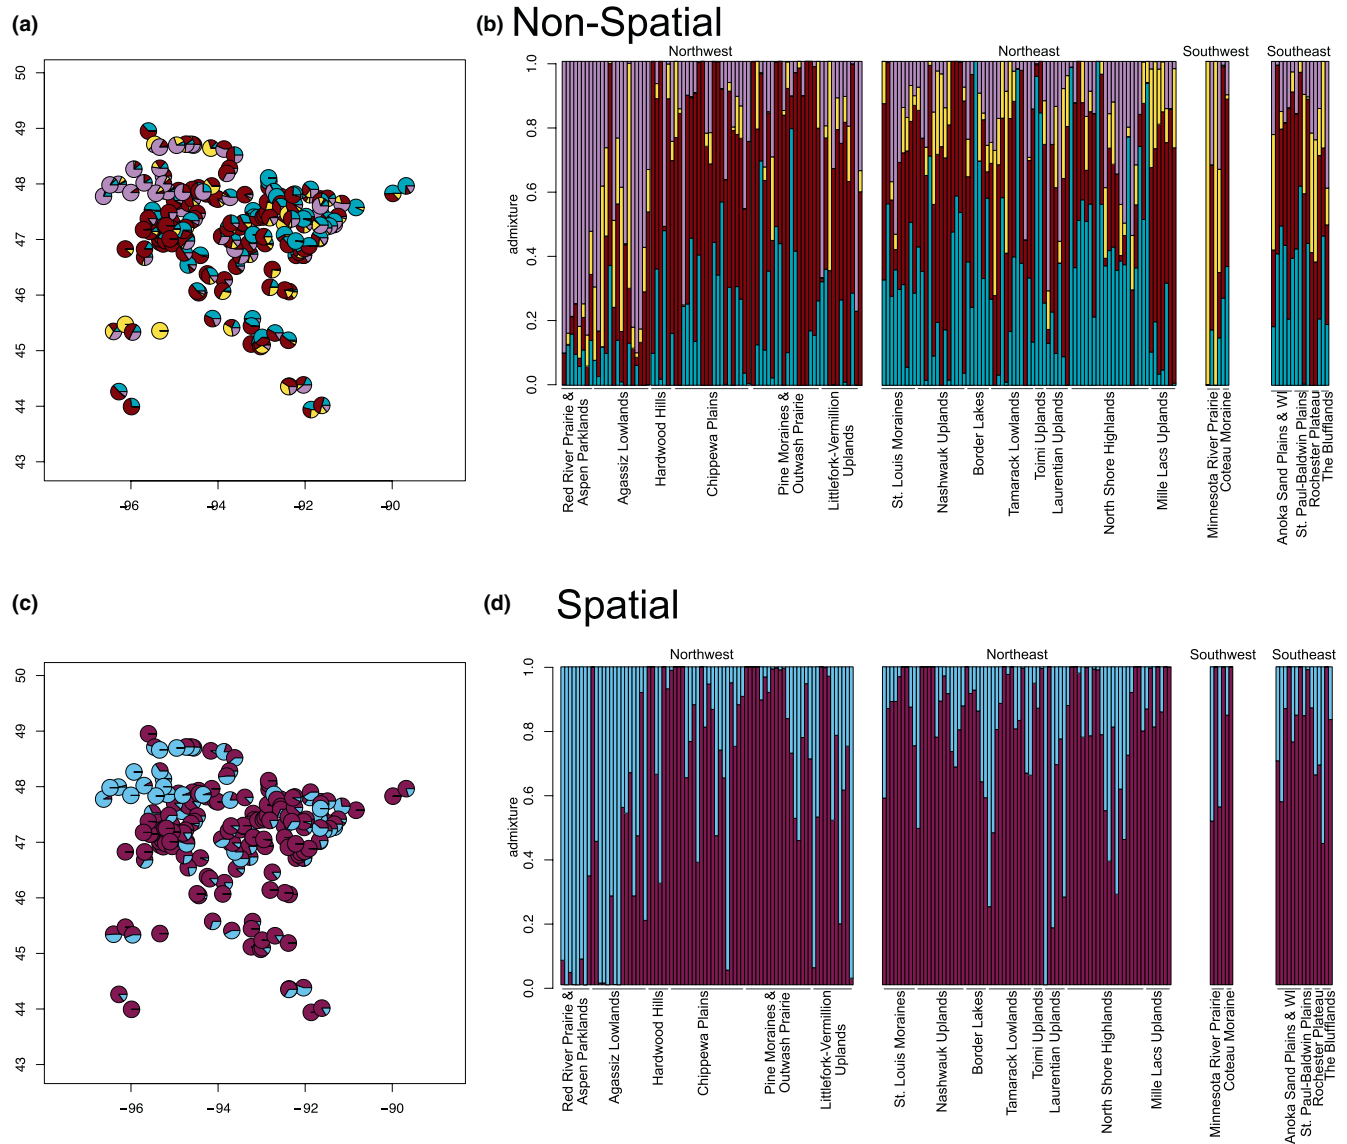 (a)
50
49
48
47
46
45
44
43
−96
−94
−92
−90
(b) Non-Spatial
Northwest
Northeast
Southwest
Southeast
admixture
1.0
0.8
0.6
0.4
0.2
0.0
Red River Prairie &
Aspen Parklands
Agassiz Lowlands
Hardwood Hills
Chippewa Plains
Pine Moraines &
Outwash Prairie
Littlefork-Vermillion
Uplands
St. Louis Moraines
Nashwauk Uplands
Border Lakes
Tamarack Lowlands
Toimi Uplands
Laurentian Uplands
North Shore Highlands
Mille Lacs Uplands
Minnesota River Prairie
Coteau Moraine
Anoka Sand Plains & WI
St. Paul-Baldwin Plains
Rochester Plateau
The Blufflands
(c)
50
49
48
47
46
45
44
43
−96
−94
−92
−90
(d) Spatial
Northwest
Northeast
Southwest
Southeast
admixture
1.0
0.8
0.6
0.4
0.2
0.0
Red River Prairie &
Aspen Parklands
Agassiz Lowlands
Hardwood Hills
Chippewa Plains
Pine Moraines &
Outwash Prairie
Littlefork-Vermillion
Uplands
St. Louis Moraines
Nashwauk Uplands
Border Lakes
Tamarack Lowlands
Toimi Uplands
Laurentian Uplands
North Shore Highlands
Mille Lacs Uplands
Minnesota River Prairie
Coteau Moraine
Anoka Sand Plains & WI
St. Paul-Baldwin Plains
Rochester Plateau
The Blufflands